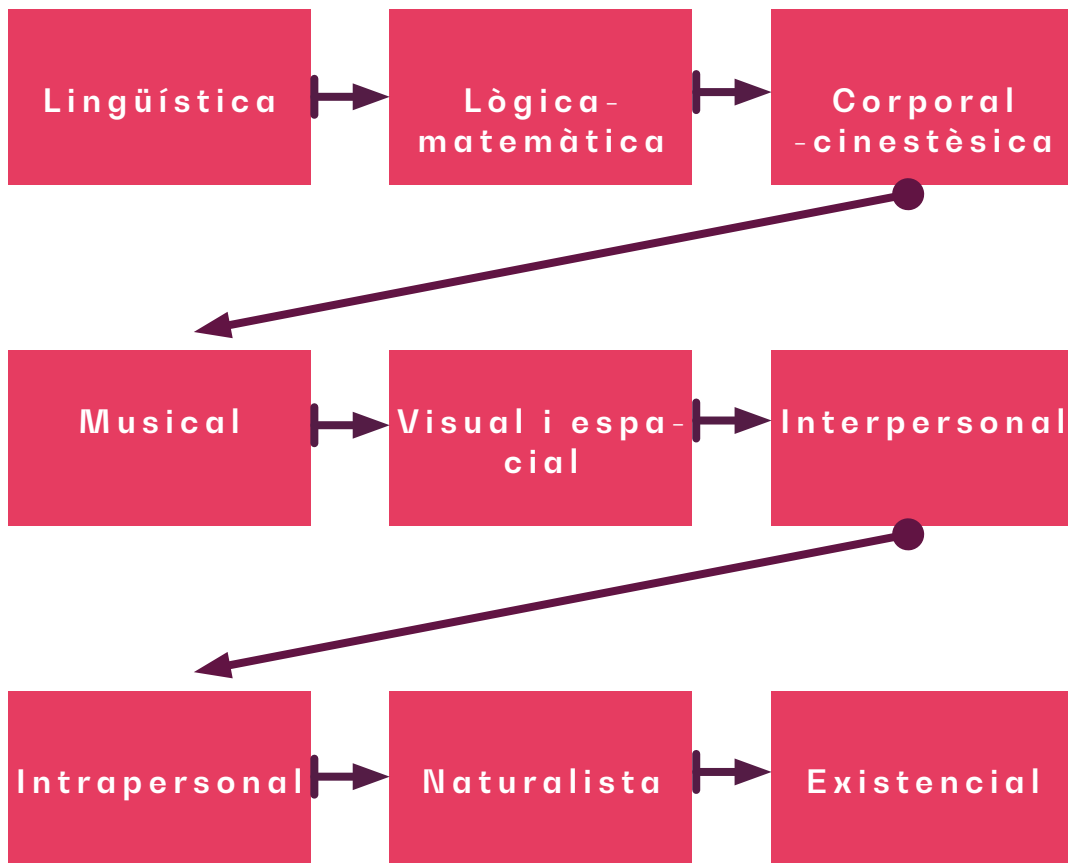 Lingüística
Lògica-
matemàtica
Corporal
-cinestèsica
Musical
Visual i espa-
cial
Interpersonal
Intrapersonal
Naturalista
Existencial